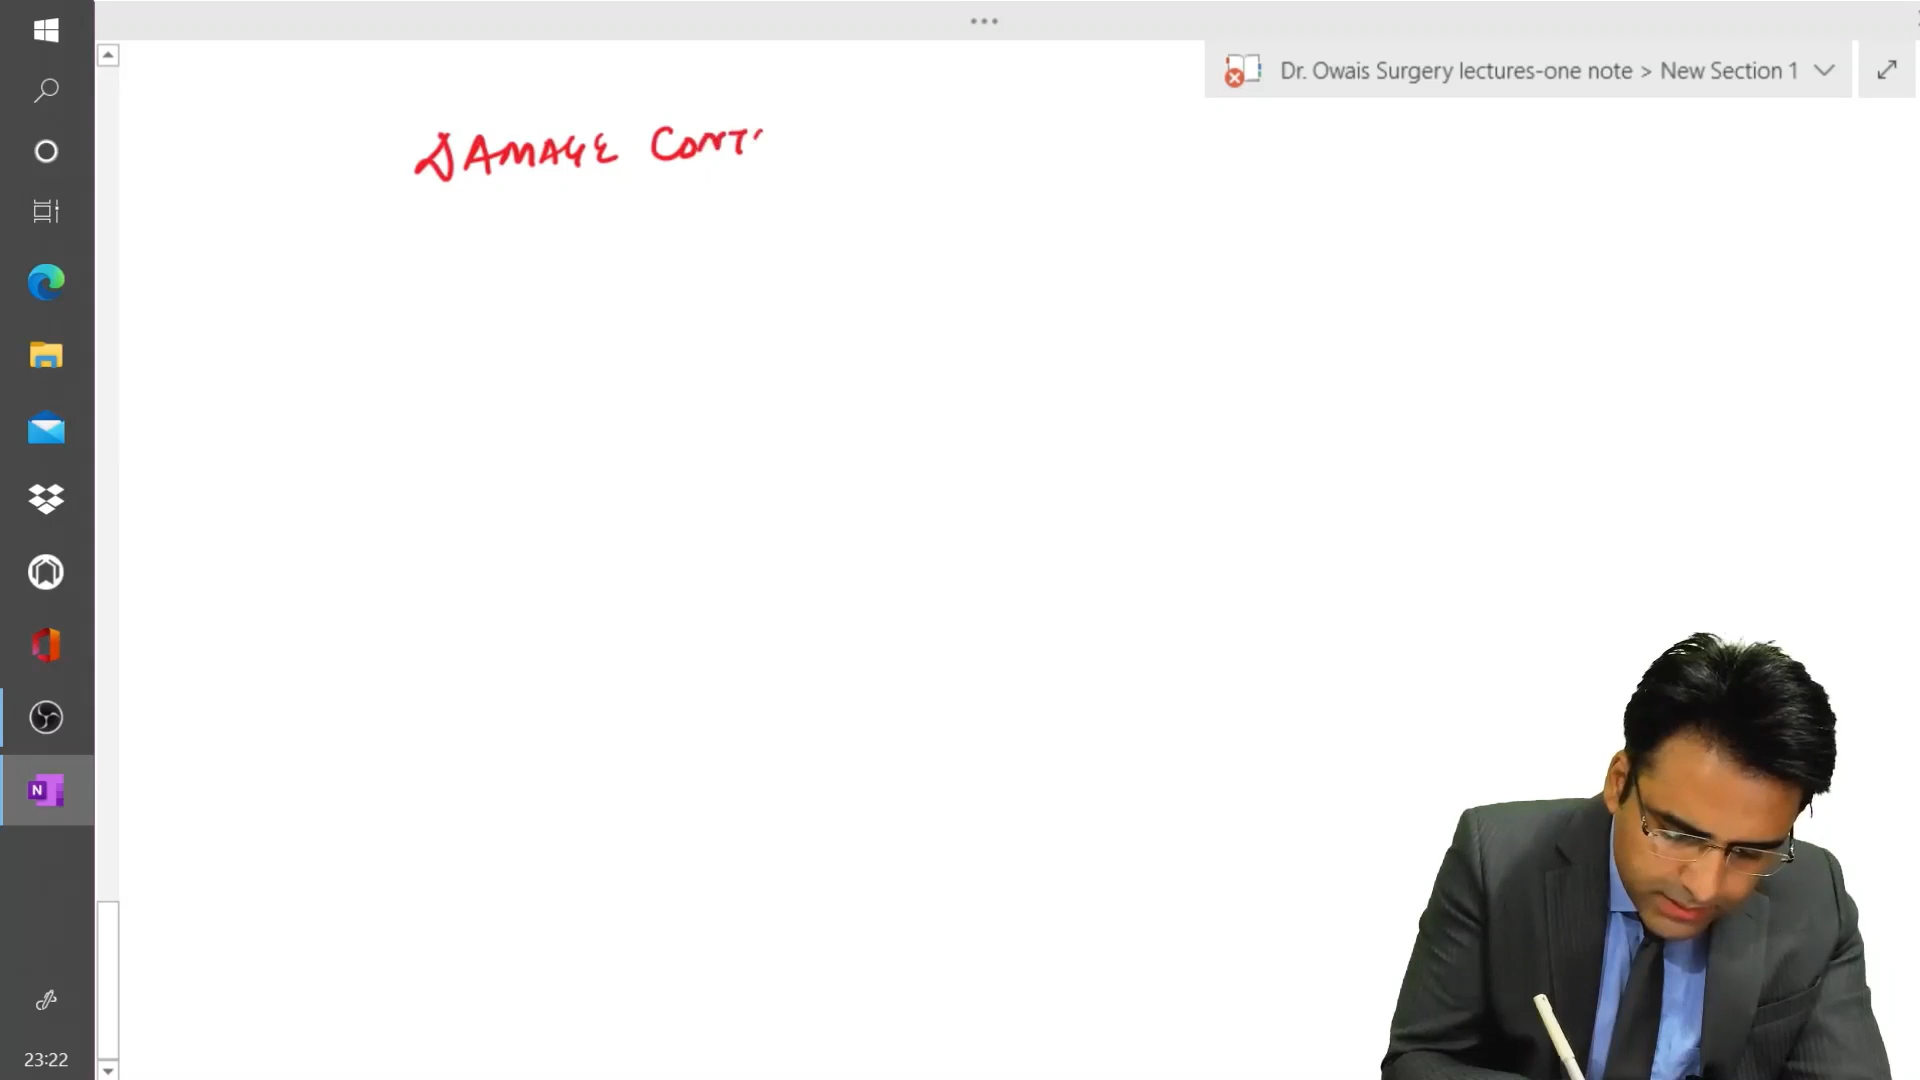 Dr. Owais Surgery lectures-one note > New Section 1
DAMAGE CONT
N
23:22